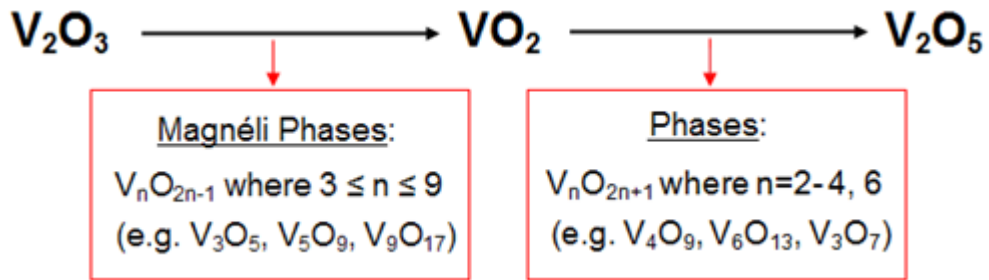 V₂O₃ VO₂ V₂O₅
Magnéli Phases:
VₙO₂ₙ₋₁ where 3 ≤ n ≤ 9
(e.g. V₃O₅, V₅O₉, V₉O₁₇)
Phases:
VₙO₂ₙ₊₁ where n=2-4, 6
(e.g. V₄O₉, V₆O₁₃, V₃O₇)